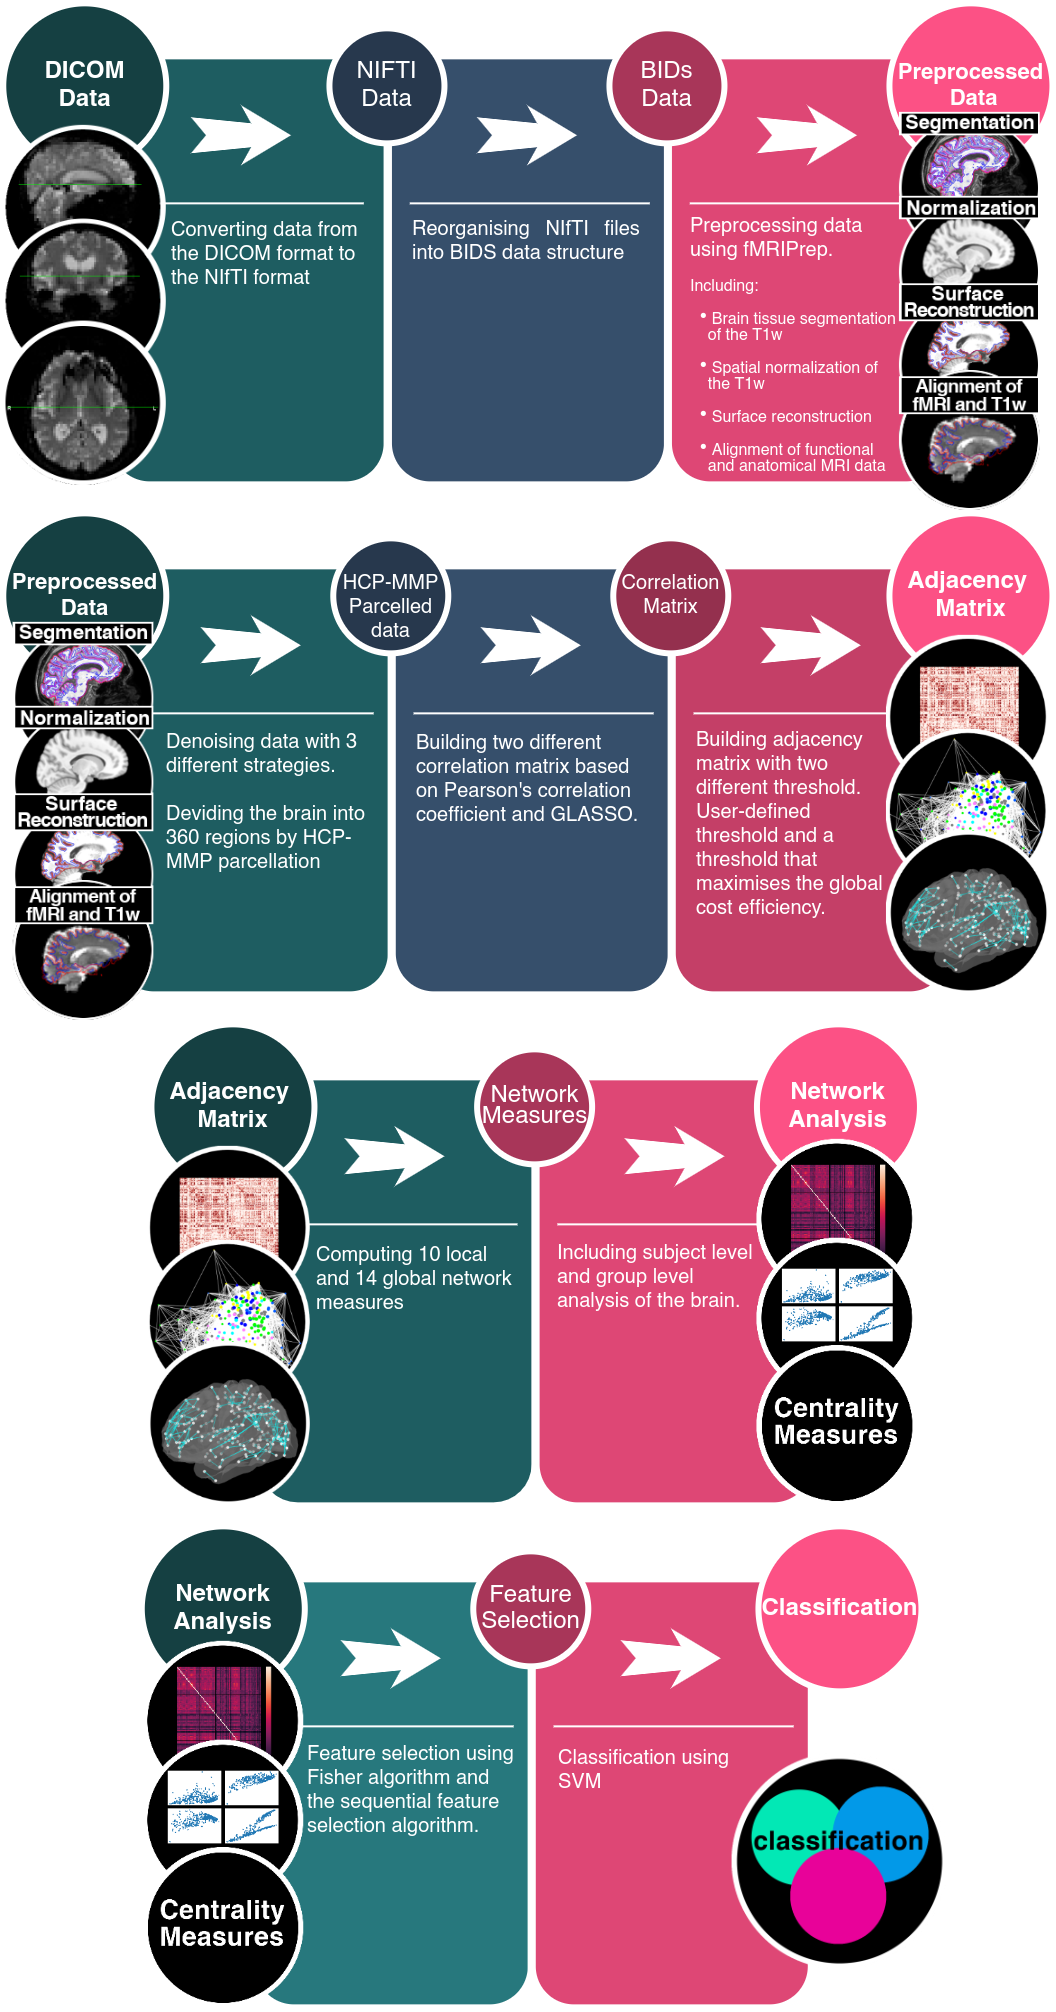 DICOM
Data
NIFTI
Data
BIDs
Data
Preprocessed
Data
Segmentation
Normalization
Surface
Reconstruction
Alignment of
fMRI and T1w
Converting data from
the DICOM format to
the NIfTI format
Reorganising NIfTI files
into BIDS data structure
Preprocessing data
using fMRIPrep.
Including:
• Brain tissue segmentation
of the T1w
• Spatial normalization of
the T1w
• Surface reconstruction
• Alignment of functional
and anatomical MRI data
Preprocessed
Data
Segmentation
Normalization
Surface
Reconstruction
Alignment of
fMRI and T1w
HCP-MMP
Parcelled
data
Correlation
Matrix
Adjacency
Matrix
Denoising data with 3
different strategies.
Deviding the brain into
360 regions by HCP-
MMP parcellation
Building two different
correlation matrix based
on Pearson's correlation
coefficient and GLASSO.
Building adjacency
matrix with two
different threshold.
User-defined
threshold and a
threshold that
maximises the global
cost efficiency.
Adjacency
Matrix
Network
Measures
Network
Analysis
Computing 10 local
and 14 global network
measures
Including subject level
and group level
analysis of the brain.
Centrality
Measures
Network
Analysis
Feature
Selection
Classification
Feature selection using
Fisher algorithm and
the sequential feature
selection algorithm.
Classification using
SVM
classification
Centrality
Measures